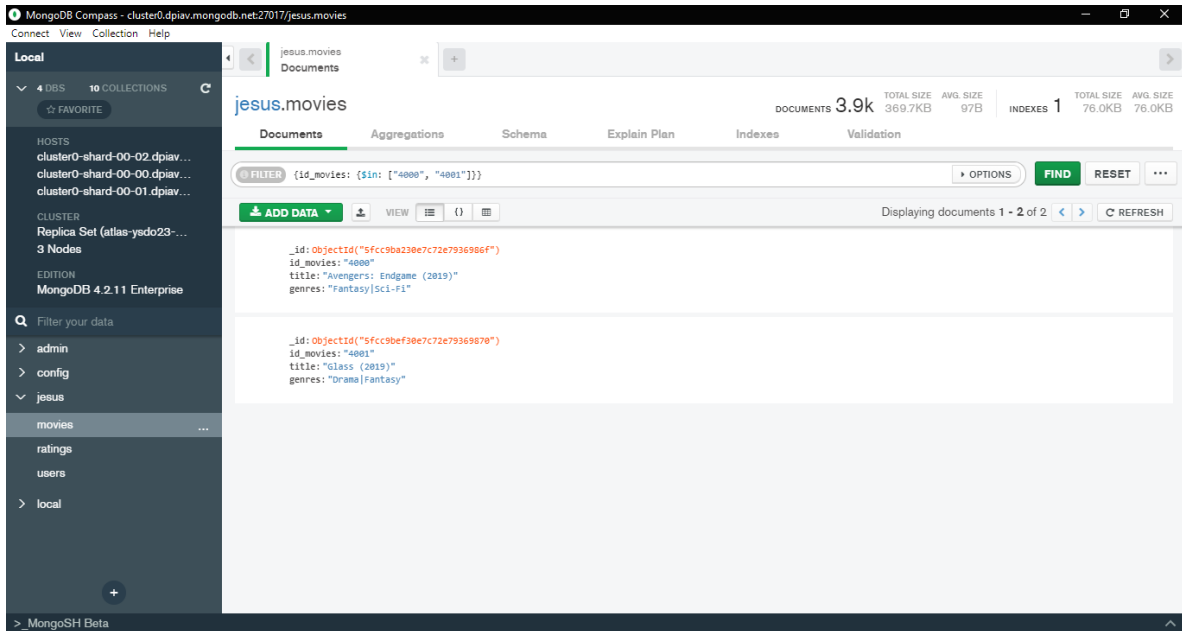 MongoDB Compass - cluster0.dpiav.mongodb.net:27017/jesus.movies
Connect View Collection Help
Local
4 DBS 10 COLLECTIONS
FAVORITE
HOSTS
cluster0-shard-00-02.dpiav...
cluster0-shard-00-00.dpiav...
cluster0-shard-00-01.dpiav...
CLUSTER
Replica Set (atlas-ysdo23-...
3 Nodes
EDITION
MongoDB 4.2.11 Enterprise
Filter your data
admin
config
jesus
movies ...
ratings
users
local
>_MongoSH Beta
jesus.movies
Documents
jesus.movies
DOCUMENTS 3.9k TOTAL SIZE 369.7KB AVG. SIZE 97B INDEXES 1 TOTAL SIZE 76.0KB AVG. SIZE 76.0KB
Documents Aggregations Schema Explain Plan Indexes Validation
FILTER {id_movies: {$in: ["4000", "4001"]}} OPTIONS FIND RESET ...
ADD DATA VIEW {} Displaying documents 1 - 2 of 2 < > REFRESH
_id: ObjectId("5fcc9ba230e7c72e7936986f")
id_movies: "4000"
title: "Avengers: Endgame (2019)"
genres: "Fantasy|Sci-Fi"
_id: ObjectId("5fcc9bef30e7c72e79369870")
id_movies: "4001"
title: "Glass (2019)"
genres: "Drama|Fantasy"